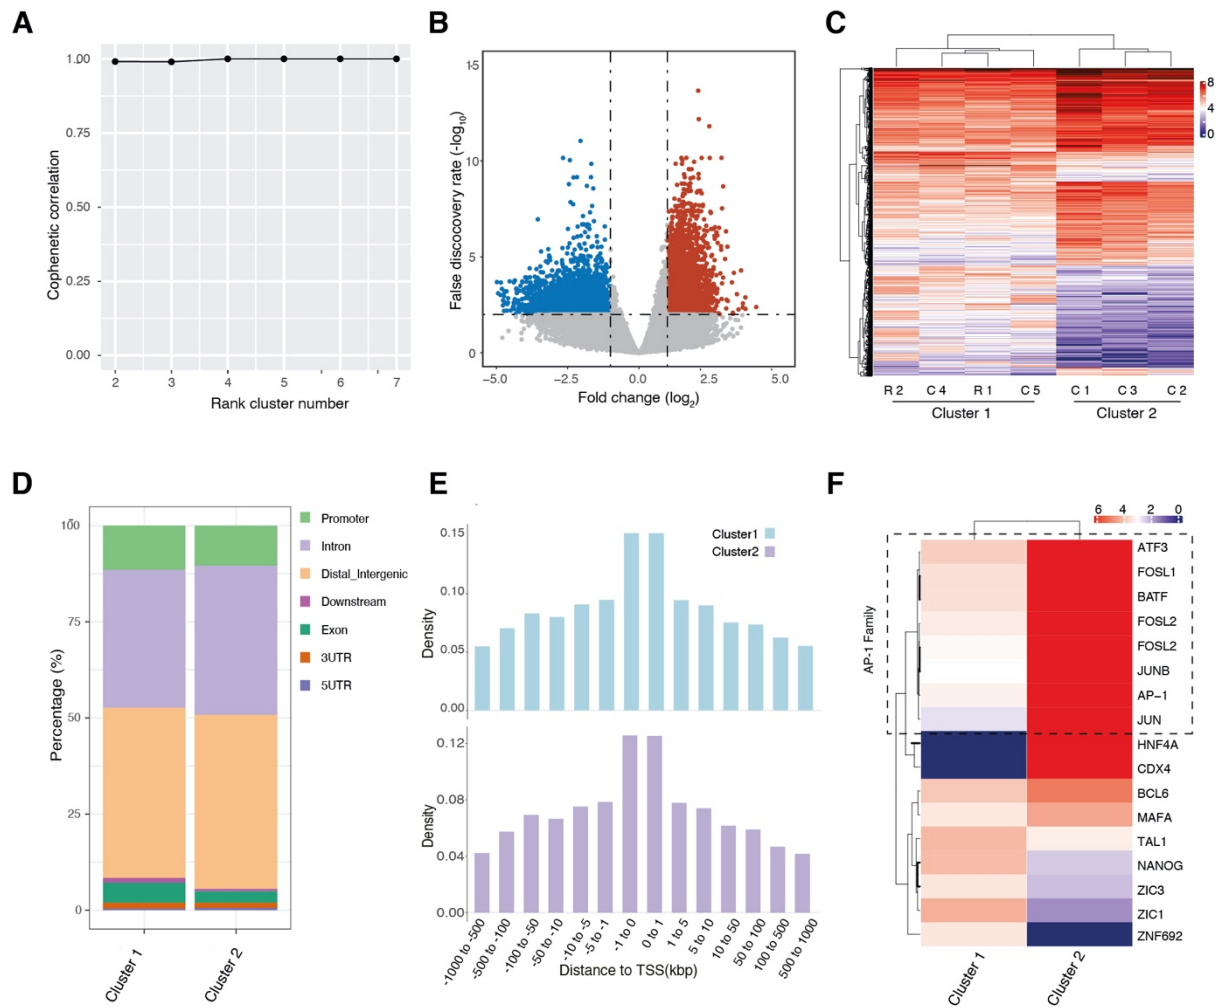 A
Cophenetic correlation
1.00
0.75
0.50
0.25
0.00
2 3 4 5 6 7
Rank cluster number
B
False discocovery rate (-log10)
15
10
5
0
-5.0 -2.5 0.0 2.5 5.0
Fold change (log2)
C
8
4
0
R 2 C 4 R 1 C 5 C 1 C 3 C 2
Cluster 1 Cluster 2
D
Percentage (%)
100
75
50
25
0
Cluster 1
Cluster 2
Promoter
Intron
Distal_Intergenic
Downstream
Exon
3UTR
5UTR
E
Cluster1
Cluster2
Density
0.15
0.10
0.05
0.00
Density
0.12
0.08
0.04
0.00
-1000 to -500
-500 to -100
-100 to -50
-50 to -10
-10 to -5
-5 to -1
-1 to 0
0 to 1
1 to 5
5 to 10
10 to 50
50 to 100
100 to 500
500 to 1000
Distance to TSS(kbp)
F
6 4 2 0
AP-1 Family
ATF3
FOSL1
BATF
FOSL2
FOSL2
JUNB
AP-1
JUN
HNF4A
CDX4
BCL6
MAFA
TAL1
NANOG
ZIC3
ZIC1
ZNF692
Cluster 1
Cluster 2